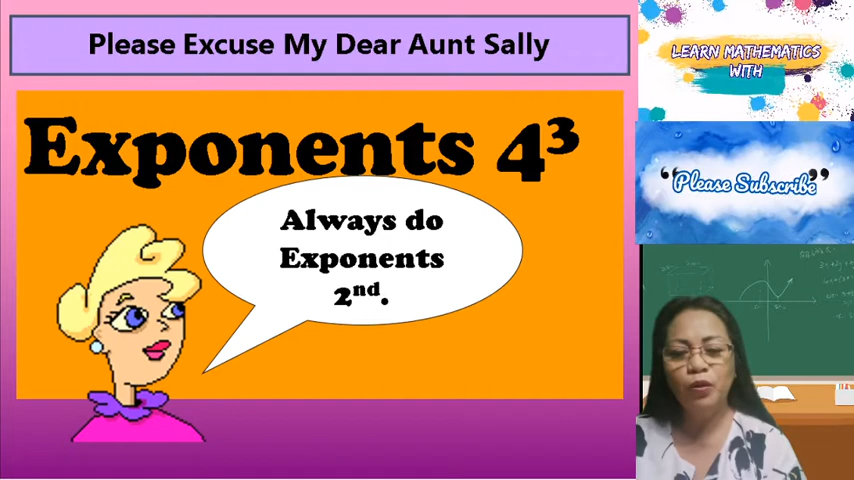 Please Excuse My Dear Aunt Sally
Exponents 4³
Always do
Exponents
2ⁿᵈ.
LEARN MATHEMATICS
WITH
“Please Subscribe”